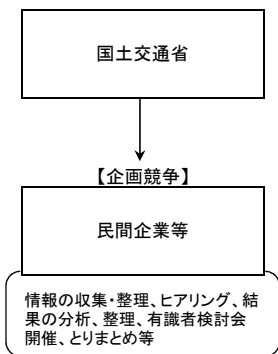 国土交通省
【企画競争】
民間企業等
情報の収集・整理、ヒアリング、結
果の分析、整理、有識者検討会
開催、とりまとめ等